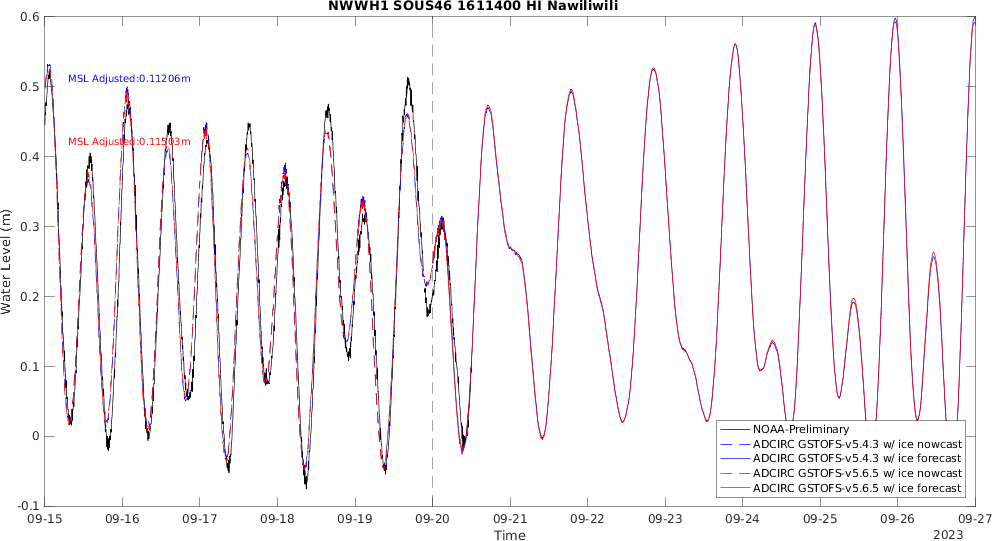 NWWH1 SOUS46 1611400 HI Nawiliwili
0.6
0.5
0.4
0.3
0.2
0.1
0
-0.1
Water Level (m)
MSL Adjusted:0.11206m
MSL Adjusted:0.11503m
NOAA-Preliminary
ADCIRC GSTOFS-v5.4.3 w/ ice nowcast
ADCIRC GSTOFS-v5.4.3 w/ ice forecast
ADCIRC GSTOFS-v5.6.5 w/ ice nowcast
ADCIRC GSTOFS-v5.6.5 w/ ice forecast
09-15 09-16 09-17 09-18 09-19 09-20 09-21 09-22 09-23 09-24 09-25 09-26 09-27
Time
2023